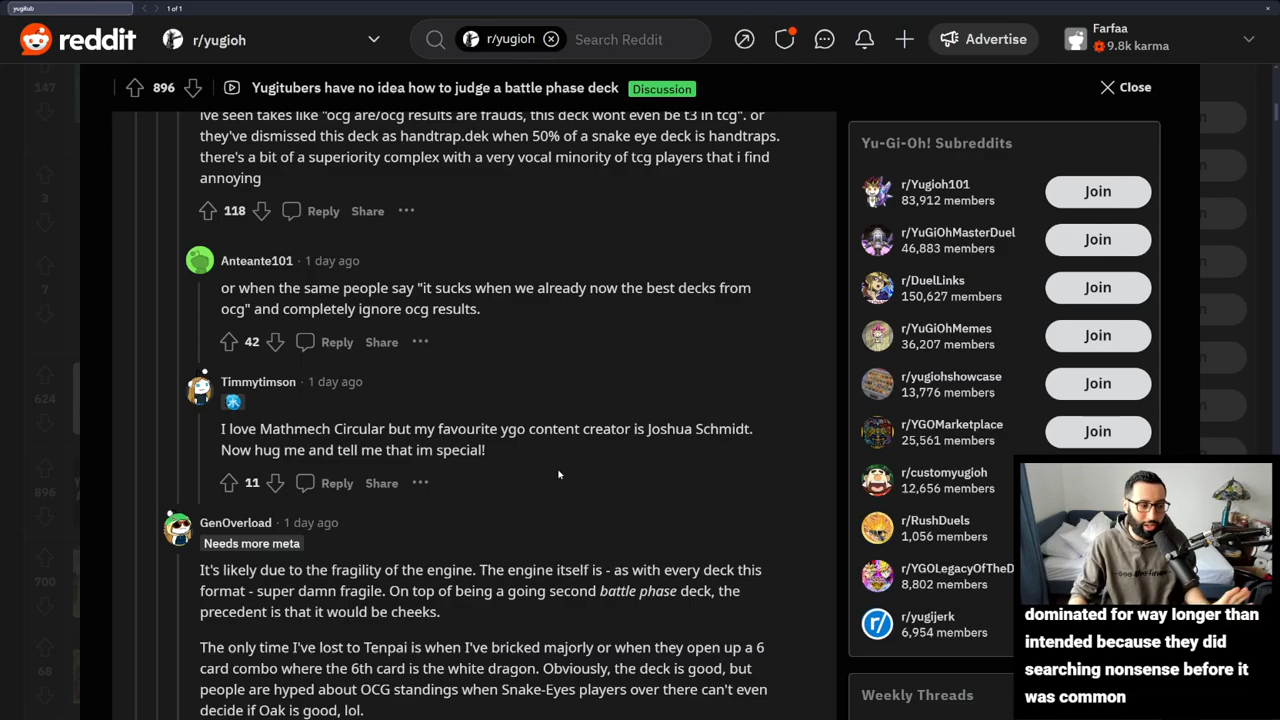 yugitub
1 of 1
reddit
r/yugioh
r/yugioh
Search Reddit
Advertise
Farfaa
9.8k karma
896
Yugitubers have no idea how to judge a battle phase deck
Discussion
Close
ive seen takes like "ocg are/ocg results are frauds, this deck wont even be t3 in tcg". or
they've dismissed this deck as handtrap.dek when 50% of a snake eye deck is handtraps.
there's a bit of a superiority complex with a very vocal minority of tcg players that i find
annoying
118
Reply
Share
Anteante101 · 1 day ago
or when the same people say "it sucks when we already now the best decks from
ocg" and completely ignore ocg results.
42
Reply
Share
Timmytimson · 1 day ago
I love Mathmech Circular but my favourite ygo content creator is Joshua Schmidt.
Now hug me and tell me that im special!
11
Reply
Share
GenOverload · 1 day ago
Needs more meta
It's likely due to the fragility of the engine. The engine itself is - as with every deck this
format - super damn fragile. On top of being a going second battle phase deck, the
precedent is that it would be cheeks.
The only time I've lost to Tenpai is when I've bricked majorly or when they open up a 6
card combo where the 6th card is the white dragon. Obviously, the deck is good, but
people are hyped about OCG standings when Snake-Eyes players over there can't even
decide if Oak is good, lol.
147
3
7
624
896
700
68
Yu-Gi-Oh! Subreddits
r/Yugioh101
83,912 members
Join
r/YuGiOhMasterDuel
46,883 members
Join
r/DuelLinks
150,627 members
Join
r/YuGiOhMemes
36,207 members
Join
r/yugiohshowcase
13,776 members
Join
r/YGOMarketplace
25,561 members
Join
r/customyugioh
12,656 members
r/RushDuels
1,056 members
r/YGOLegacyOfTheD
8,802 members
r/yugijerk
6,954 members
Weekly Threads
dominated for way longer than
intended because they did
searching nonsense before it
was common